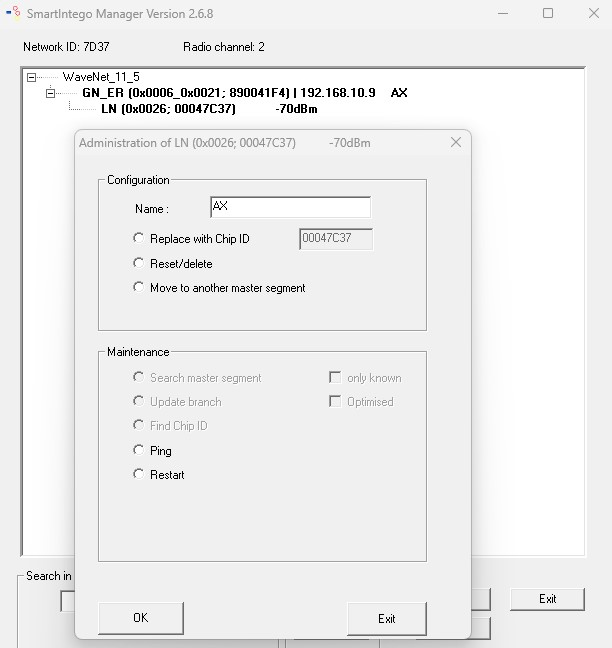 SmartIntego Manager Version 2.6.8
Network ID: 7D37 Radio channel: 2
WaveNet_11_5
GN_ER (0x0006_0x0021; 890041F4) | 192.168.10.9 AX
LN (0x0026; 00047C37) -70dBm
Administration of LN (0x0026; 00047C37) -70dBm
Configuration
Name : AX
Replace with Chip ID 00047C37
Reset/delete
Move to another master segment
Maintenance
Search master segment only known
Update branch Optimised
Find Chip ID
Ping
Restart
Search in
OK Exit
Exit